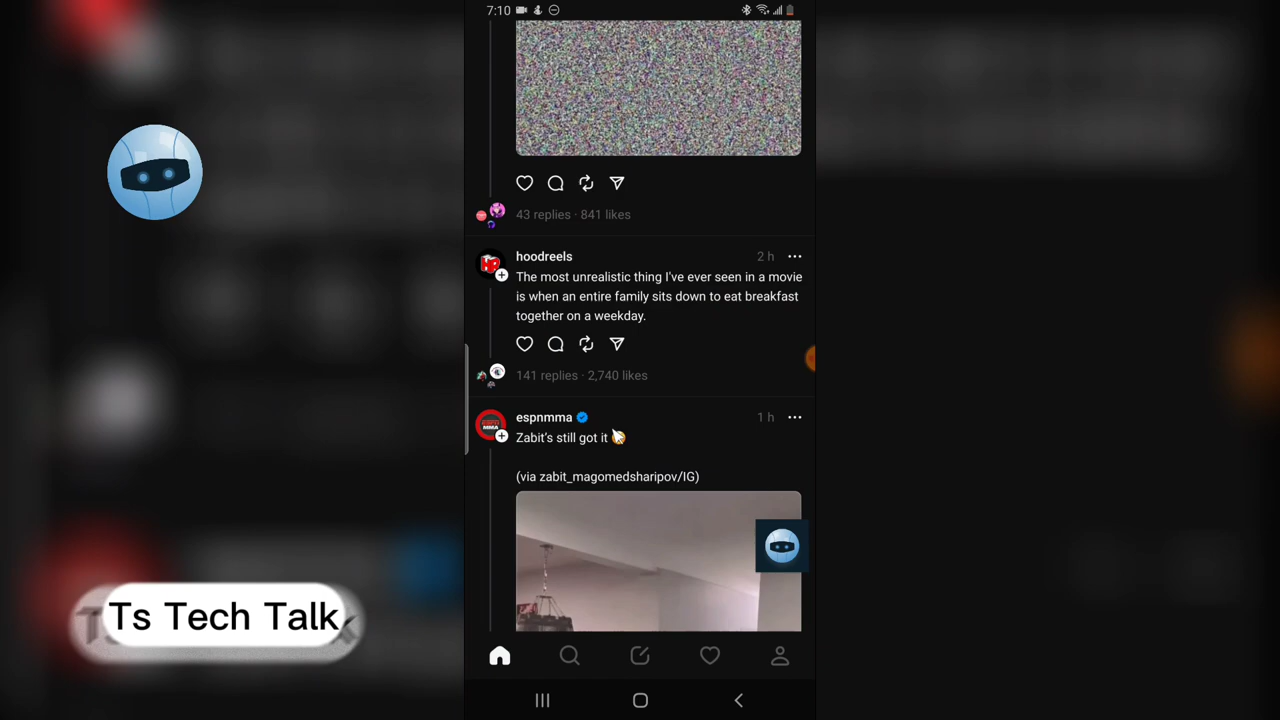 7:10
43 replies · 841 likes
hoodreels 2 h
The most unrealistic thing I've ever seen in a movie
is when an entire family sits down to eat breakfast
together on a weekday.
141 replies · 2,740 likes
espnmma 1 h
Zabit's still got it
(via zabit_magomedsharipov/IG)
Ts Tech Talk